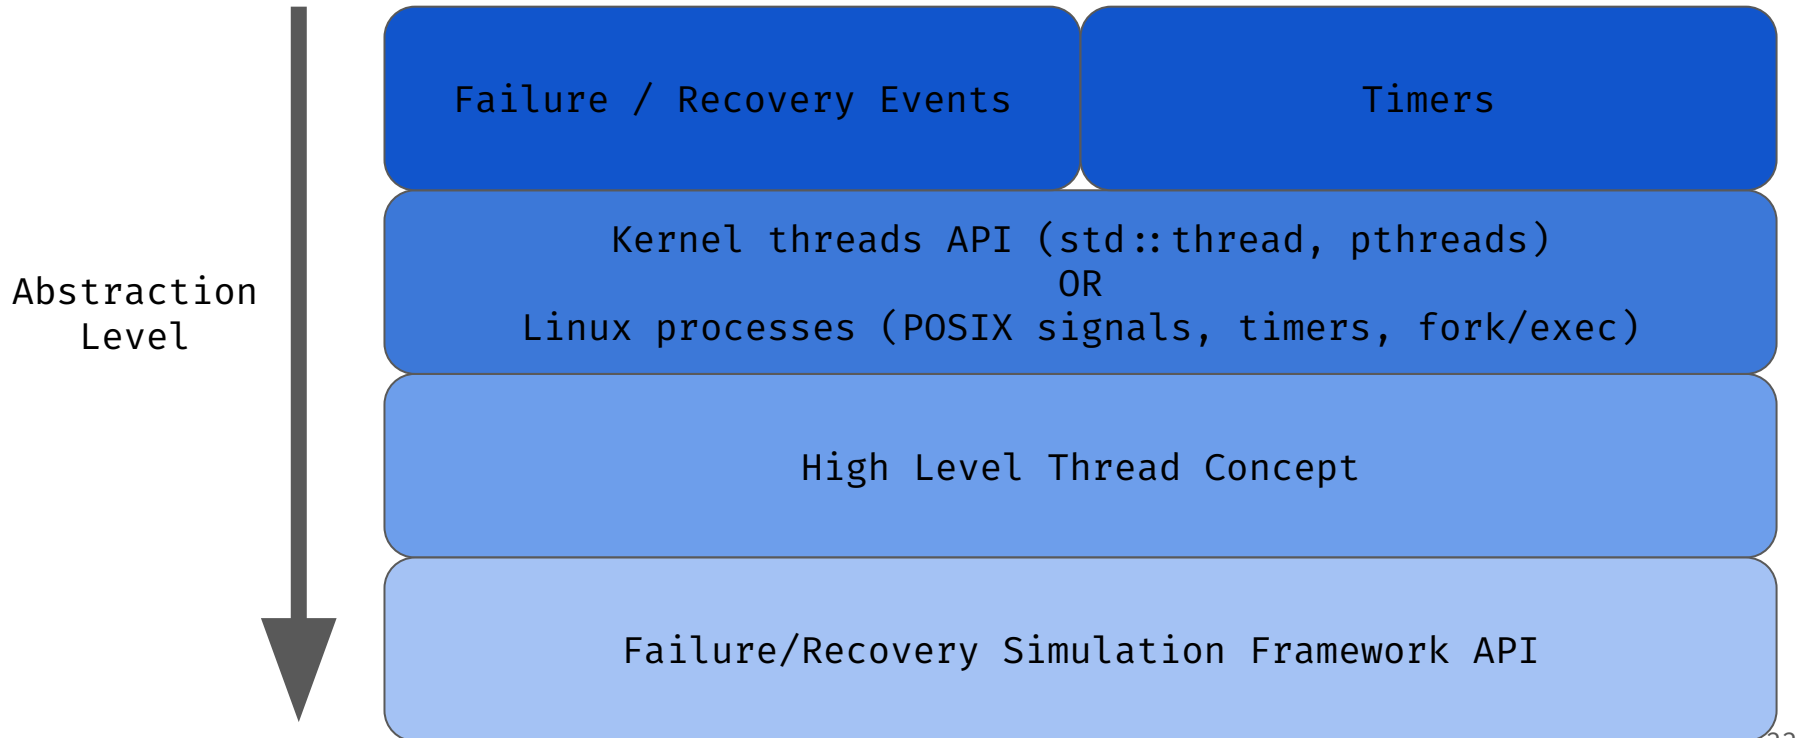 Failure / Recovery Events
Timers
Kernel threads API (std::thread, pthreads)
OR
Linux processes (POSIX signals, timers, fork/exec)
Abstraction
Level
High Level Thread Concept
Failure/Recovery Simulation Framework API